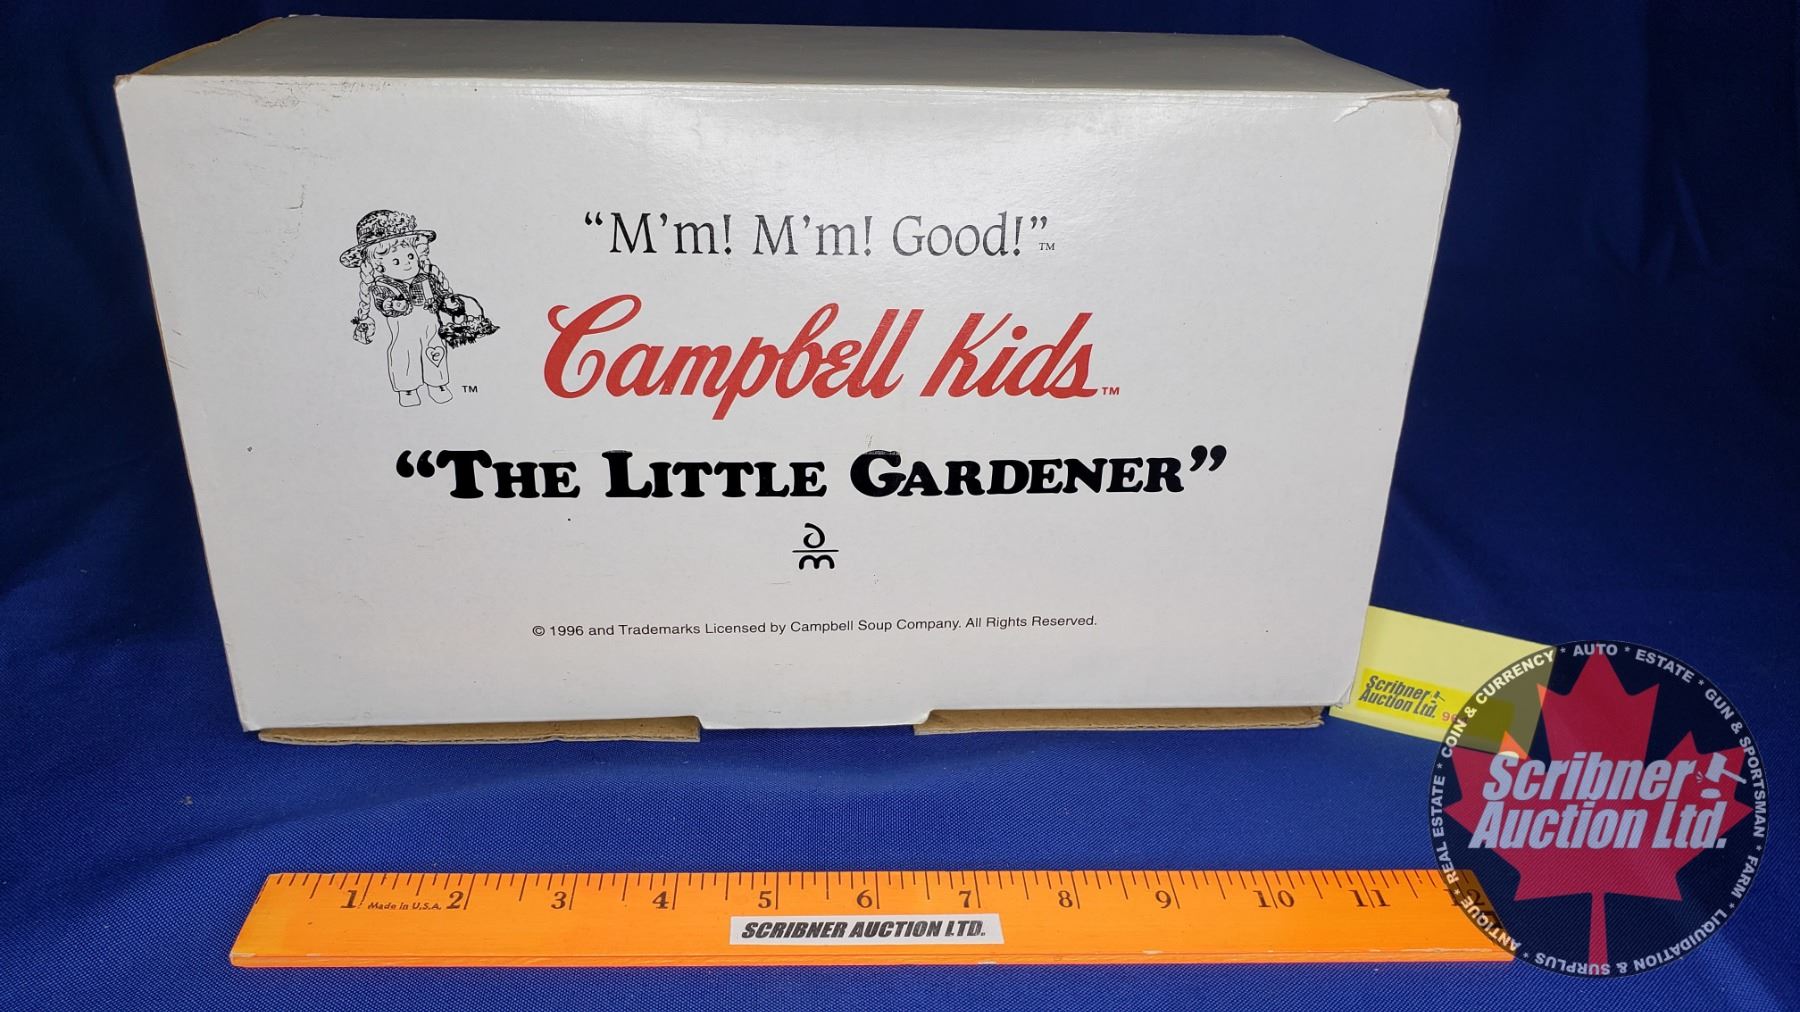 “M’m! M’m! Good!”™
Campbell Kids™
™
“THE LITTLE GARDENER”
© 1996 and Trademarks Licensed by Campbell Soup Company. All Rights Reserved.
Scribner
Auction Ltd.
1 2 3 4 5 6 7 8 9 10 11 12
Made in U.S.A.
SCRIBNER AUCTION LTD.
* AUTO * ESTATE * GUN & SPORTSMAN * FARM * LIQUIDATION & SURPLUS * ANTIQUE * REAL ESTATE * COIN & CURRENCY
Scribner
Auction Ltd.